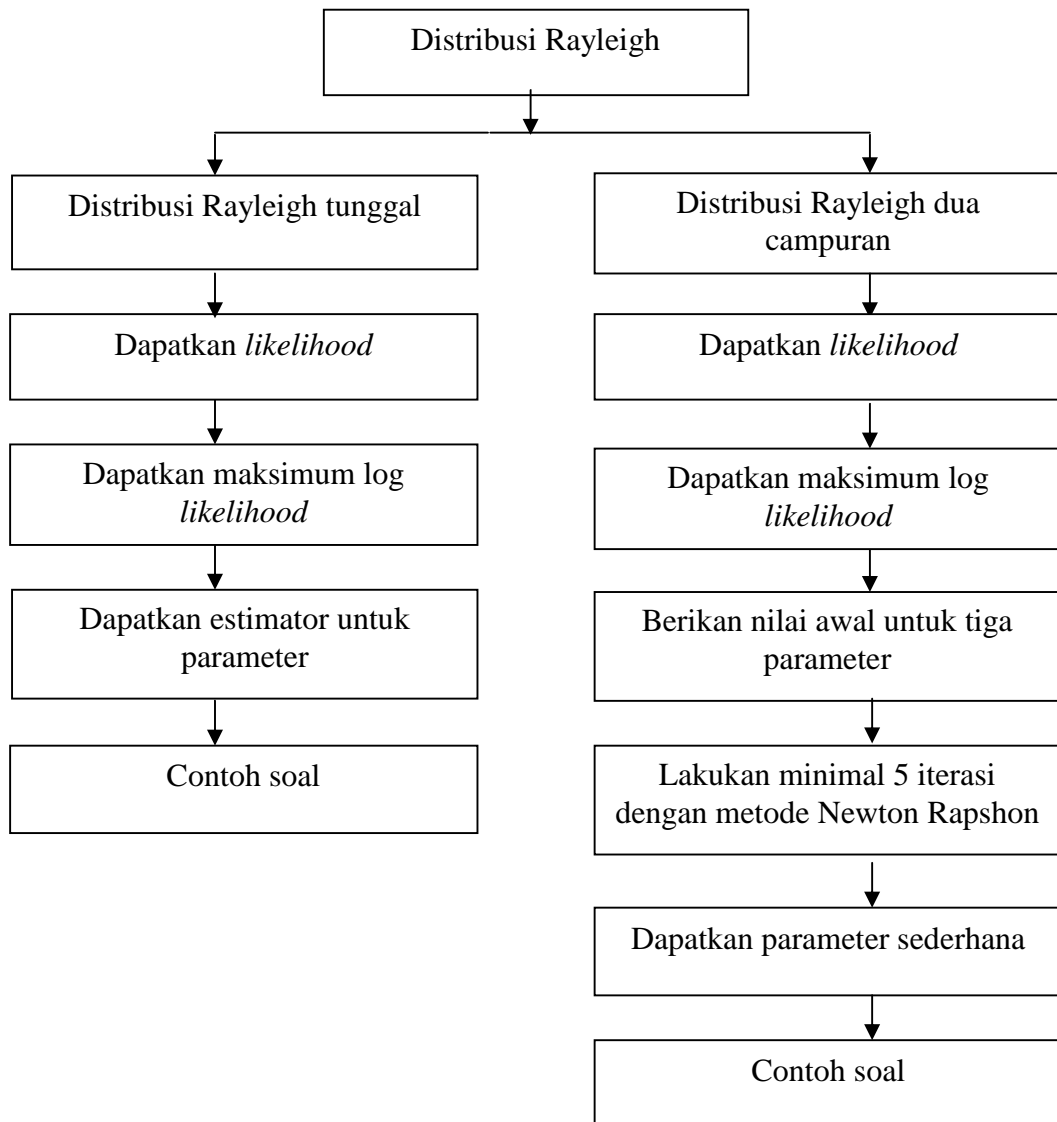 Distribusi Rayleigh
Distribusi Rayleigh tunggal
Dapatkan likelihood
Dapatkan maksimum log
likelihood
Dapatkan estimator untuk
parameter
Contoh soal
Distribusi Rayleigh dua
campuran
Dapatkan likelihood
Dapatkan maksimum log
likelihood
Berikan nilai awal untuk tiga
parameter
Lakukan minimal 5 iterasi
dengan metode Newton Rapshon
Dapatkan parameter sederhana
Contoh soal